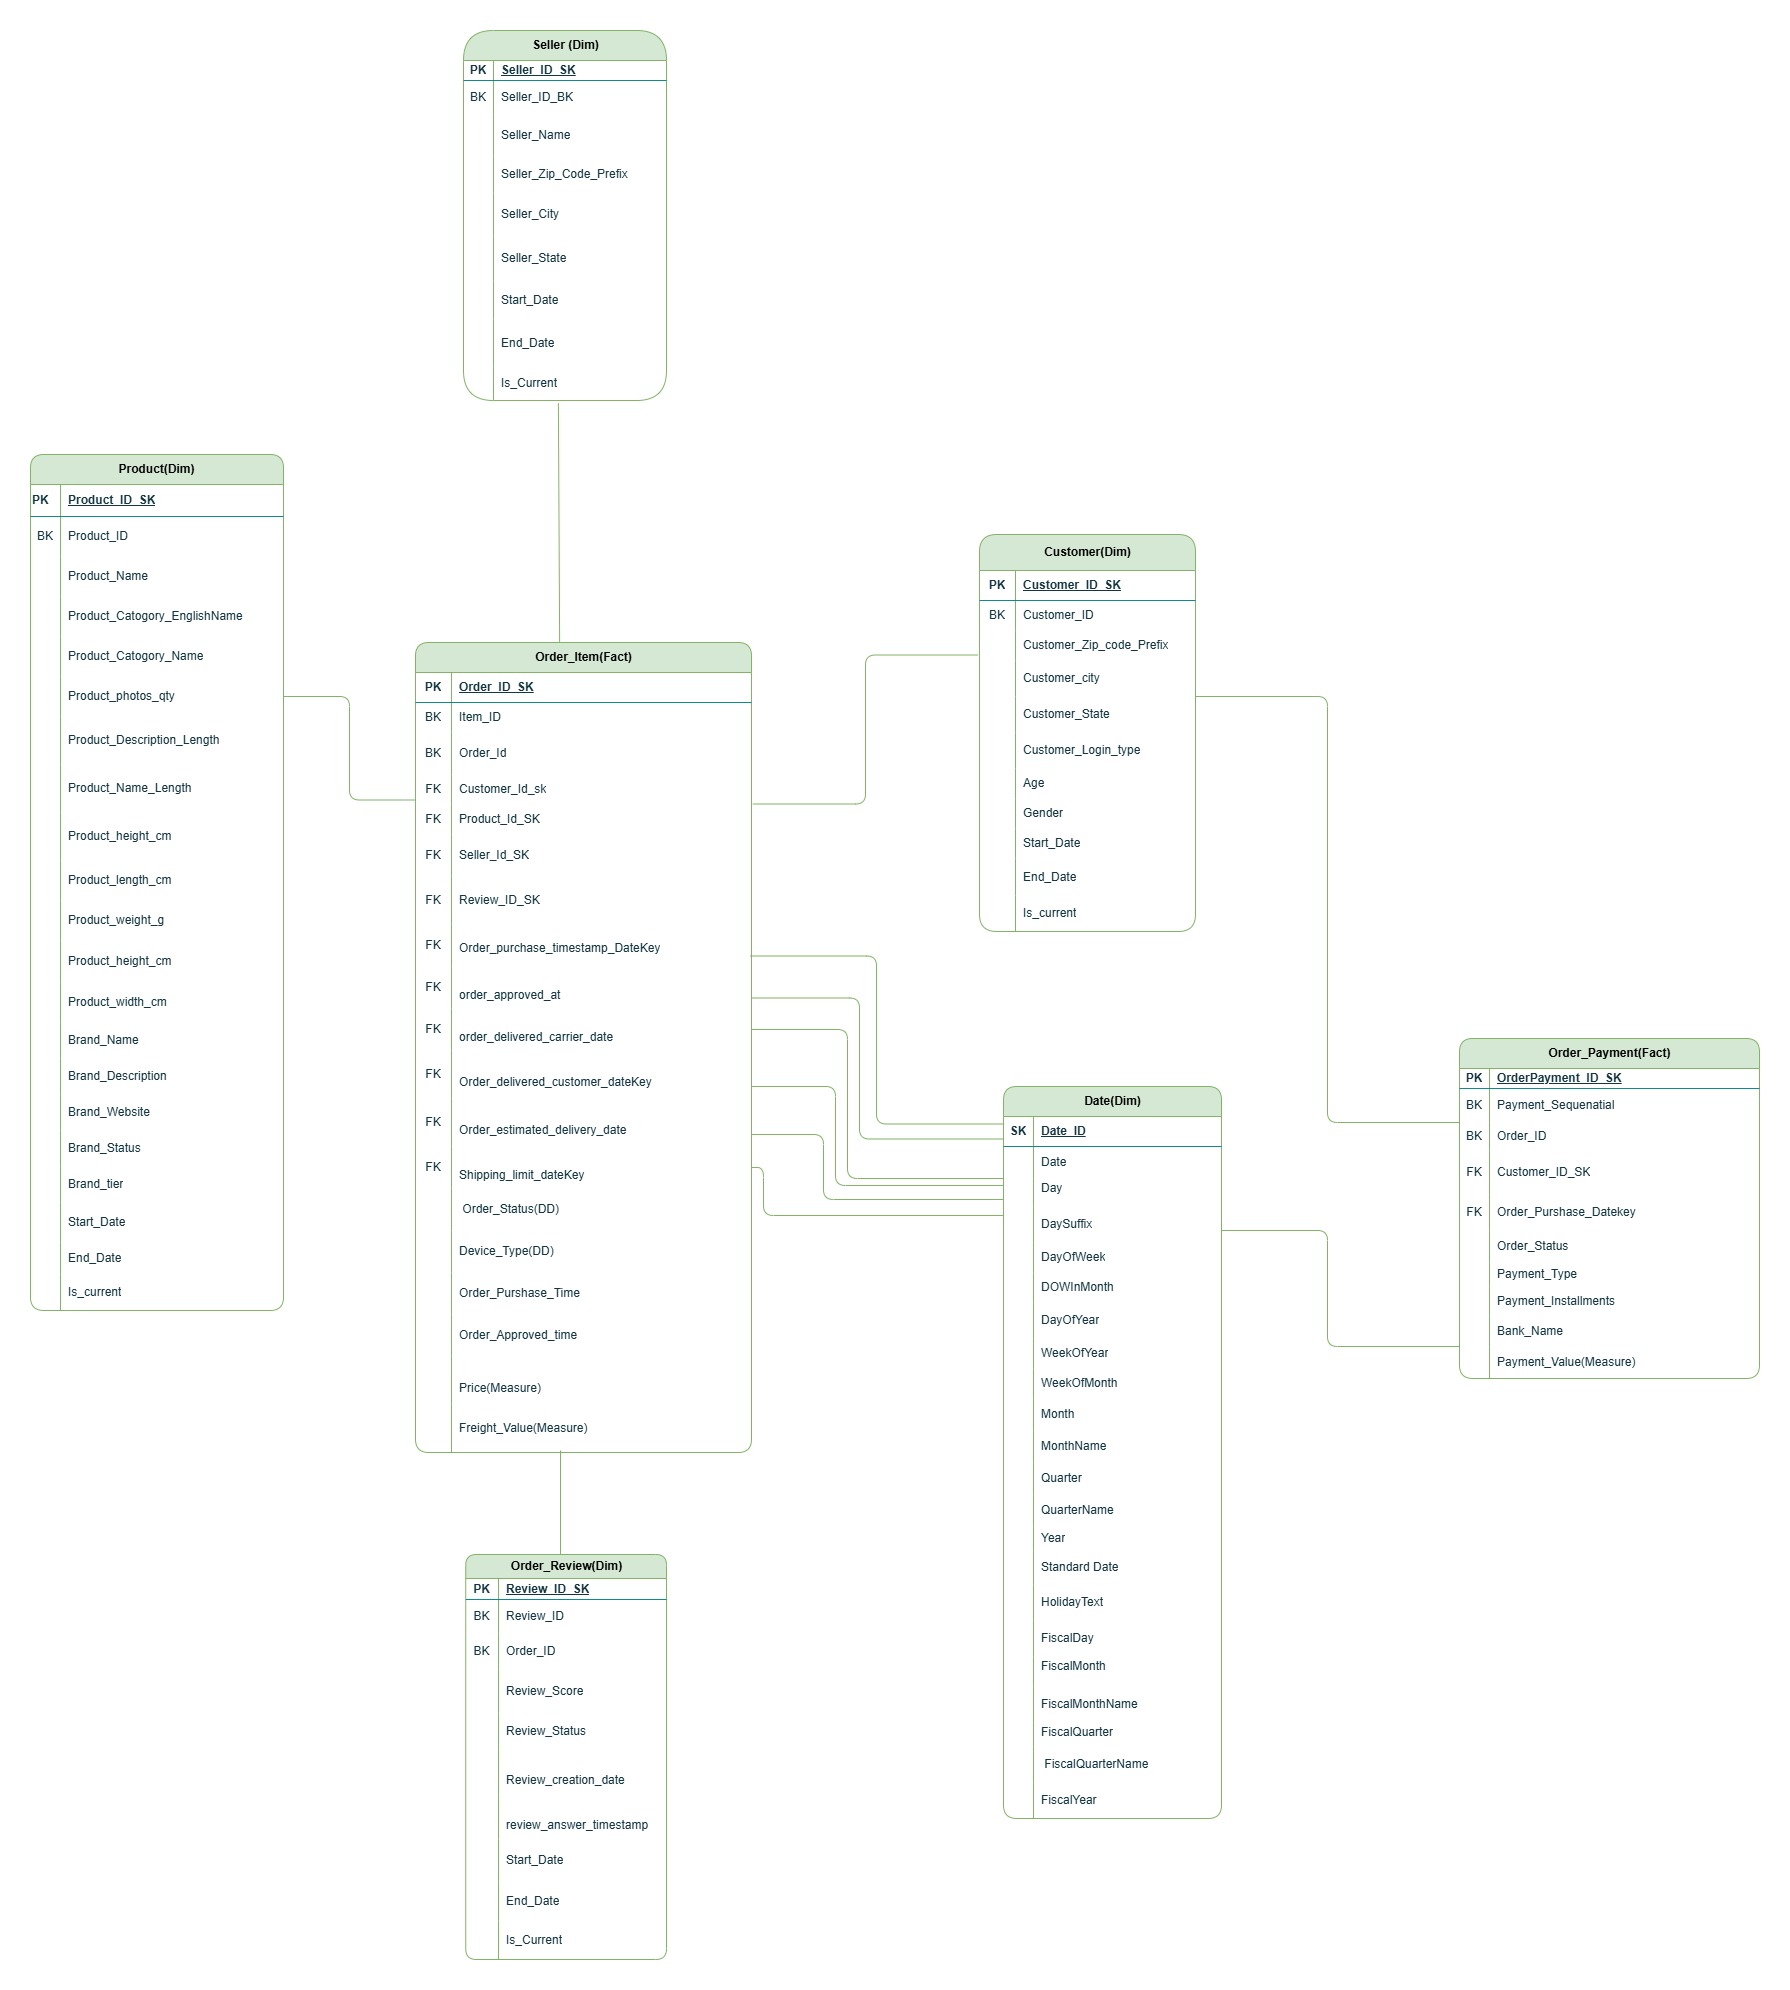 Seller (Dim)
PK Seller_ID_SK
BK Seller_ID_BK
Seller_Name
Seller_Zip_Code_Prefix
Seller_City
Seller_State
Start_Date
End_Date
Is_Current
Product(Dim)
PK Product_ID_SK
BK Product_ID
Product_Name
Product_Catogory_EnglishName
Product_Catogory_Name
Product_photos_qty
Product_Description_Length
Product_Name_Length
Product_height_cm
Product_length_cm
Product_weight_g
Product_height_cm
Product_width_cm
Brand_Name
Brand_Description
Brand_Website
Brand_Status
Brand_tier
Start_Date
End_Date
Is_current
Order_Item(Fact)
PK Order_ID_SK
BK Item_ID
BK Order_Id
FK Customer_Id_sk
FK Product_Id_SK
FK Seller_Id_SK
FK Review_ID_SK
FK Order_purchase_timestamp_DateKey
FK order_approved_at
FK order_delivered_carrier_date
FK Order_delivered_customer_dateKey
FK Order_estimated_delivery_date
FK Shipping_limit_dateKey
Order_Status(DD)
Device_Type(DD)
Order_Purshase_Time
Order_Approved_time
Price(Measure)
Freight_Value(Measure)
Customer(Dim)
PK Customer_ID_SK
BK Customer_ID
Customer_Zip_code_Prefix
Customer_city
Customer_State
Customer_Login_type
Age
Gender
Start_Date
End_Date
Is_current
Order_Payment(Fact)
PK OrderPayment_ID_SK
BK Payment_Sequenatial
BK Order_ID
FK Customer_ID_SK
FK Order_Purshase_Datekey
Order_Status
Payment_Type
Payment_Installments
Bank_Name
Payment_Value(Measure)
Date(Dim)
SK Date_ID
Date
Day
DaySuffix
DayOfWeek
DOWInMonth
DayOfYear
WeekOfYear
WeekOfMonth
Month
MonthName
Quarter
QuarterName
Year
Standard Date
HolidayText
FiscalDay
FiscalMonth
FiscalMonthName
FiscalQuarter
FiscalQuarterName
FiscalYear
Order_Review(Dim)
PK Review_ID_SK
BK Review_ID
BK Order_ID
Review_Score
Review_Status
Review_creation_date
review_answer_timestamp
Start_Date
End_Date
Is_Current